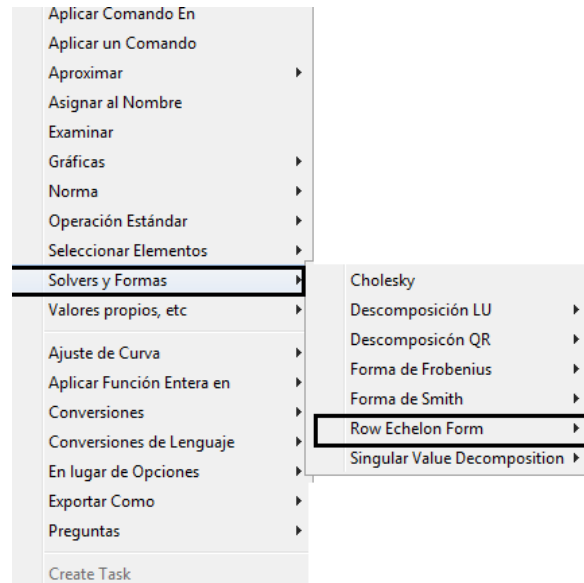 Aplicar Comando En
Aplicar un Comando
Aproximar
Asignar al Nombre
Examinar
Gráficas
Norma
Operación Estándar
Seleccionar Elementos
Solvers y Formas
Valores propios, etc
Ajuste de Curva
Aplicar Función Entera en
Conversiones
Conversiones de Lenguaje
En lugar de Opciones
Exportar Como
Preguntas
Create Task
Cholesky
Descomposición LU
Descomposicón QR
Forma de Frobenius
Forma de Smith
Row Echelon Form
Singular Value Decomposition